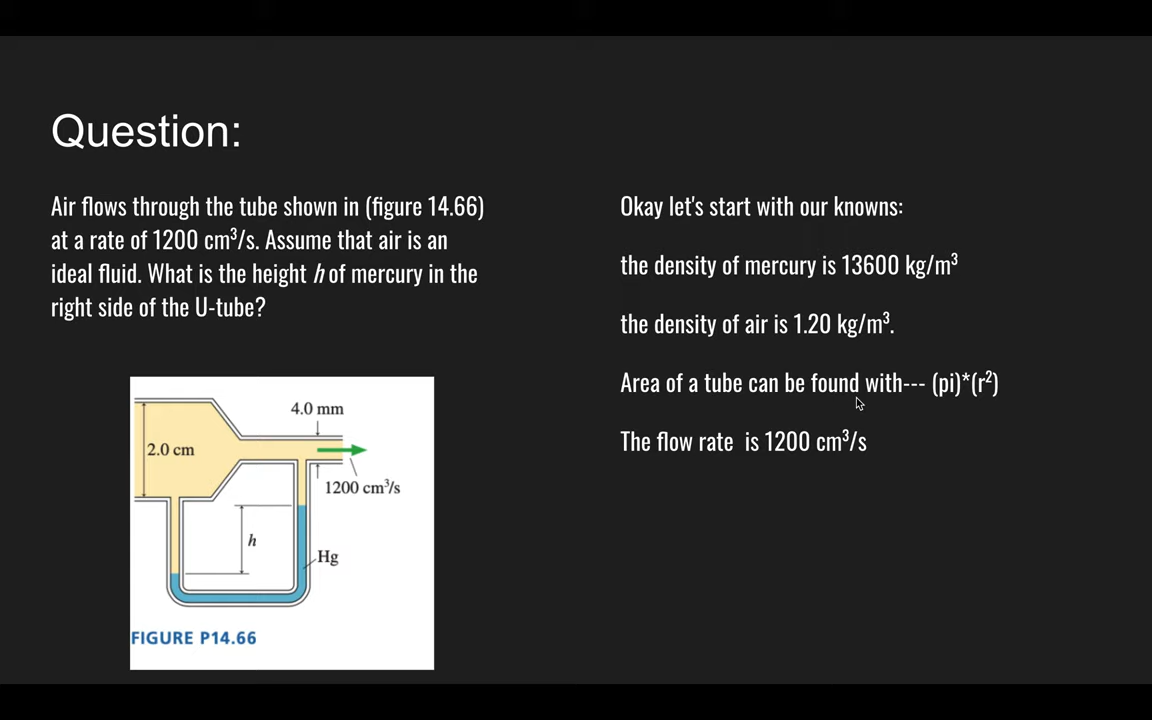 Question:
Air flows through the tube shown in (figure 14.66)
at a rate of 1200 cm³/s. Assume that air is an
ideal fluid. What is the height h of mercury in the
right side of the U-tube?
Okay let's start with our knowns:
the density of mercury is 13600 kg/m³
the density of air is 1.20 kg/m³.
Area of a tube can be found with--- (pi)*(r²)
The flow rate is 1200 cm³/s
4.0 mm
2.0 cm
1200 cm³/s
h
Hg
FIGURE P14.66